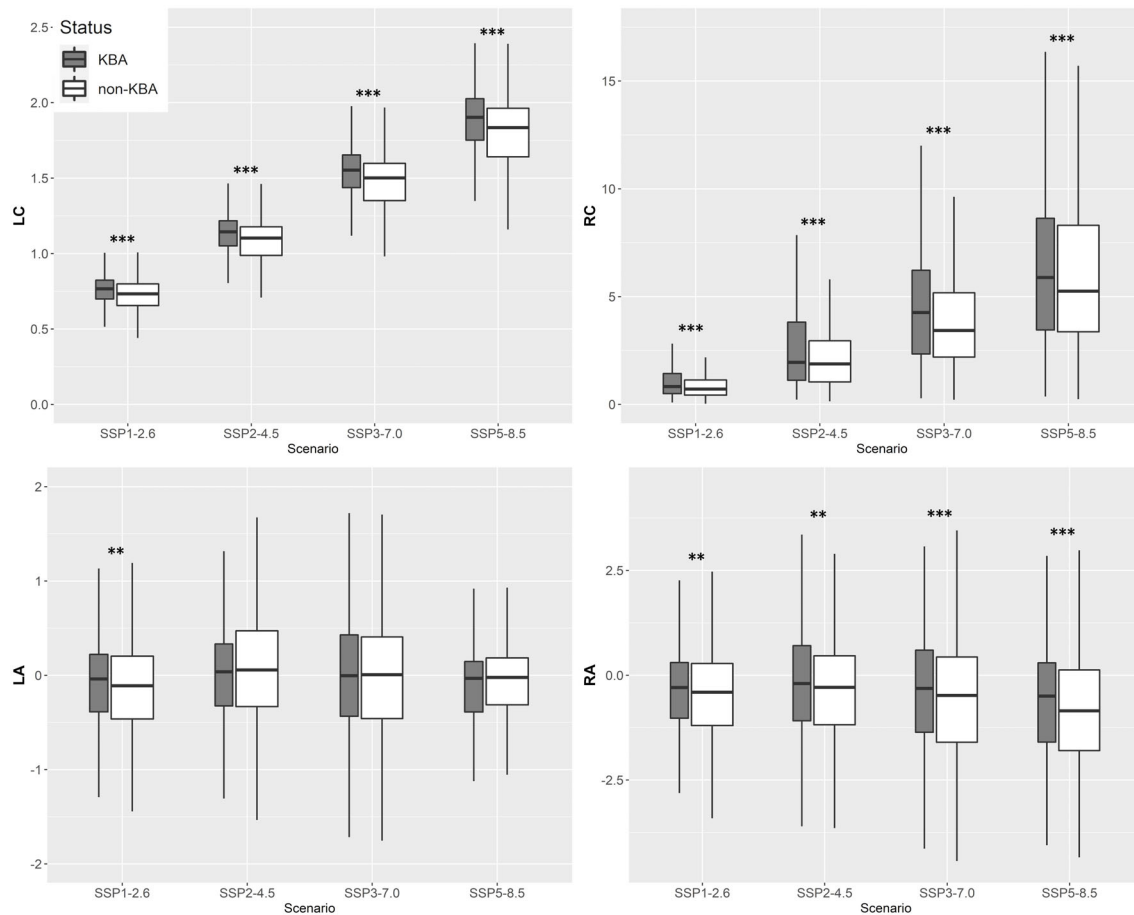 Status
KBA
non-KBA
2.5
2.0
1.5
1.0
0.5
0.0
LC
***
***
***
***
SSP1-2.6 SSP2-4.5 SSP3-7.0 SSP5-8.5
Scenario
15
10
5
0
RC
***
***
***
***
SSP1-2.6 SSP2-4.5 SSP3-7.0 SSP5-8.5
Scenario
2
1
0
-1
-2
LA
**
SSP1-2.6 SSP2-4.5 SSP3-7.0 SSP5-8.5
Scenario
2.5
0.0
-2.5
RA
**
**
***
***
SSP1-2.6 SSP2-4.5 SSP3-7.0 SSP5-8.5
Scenario